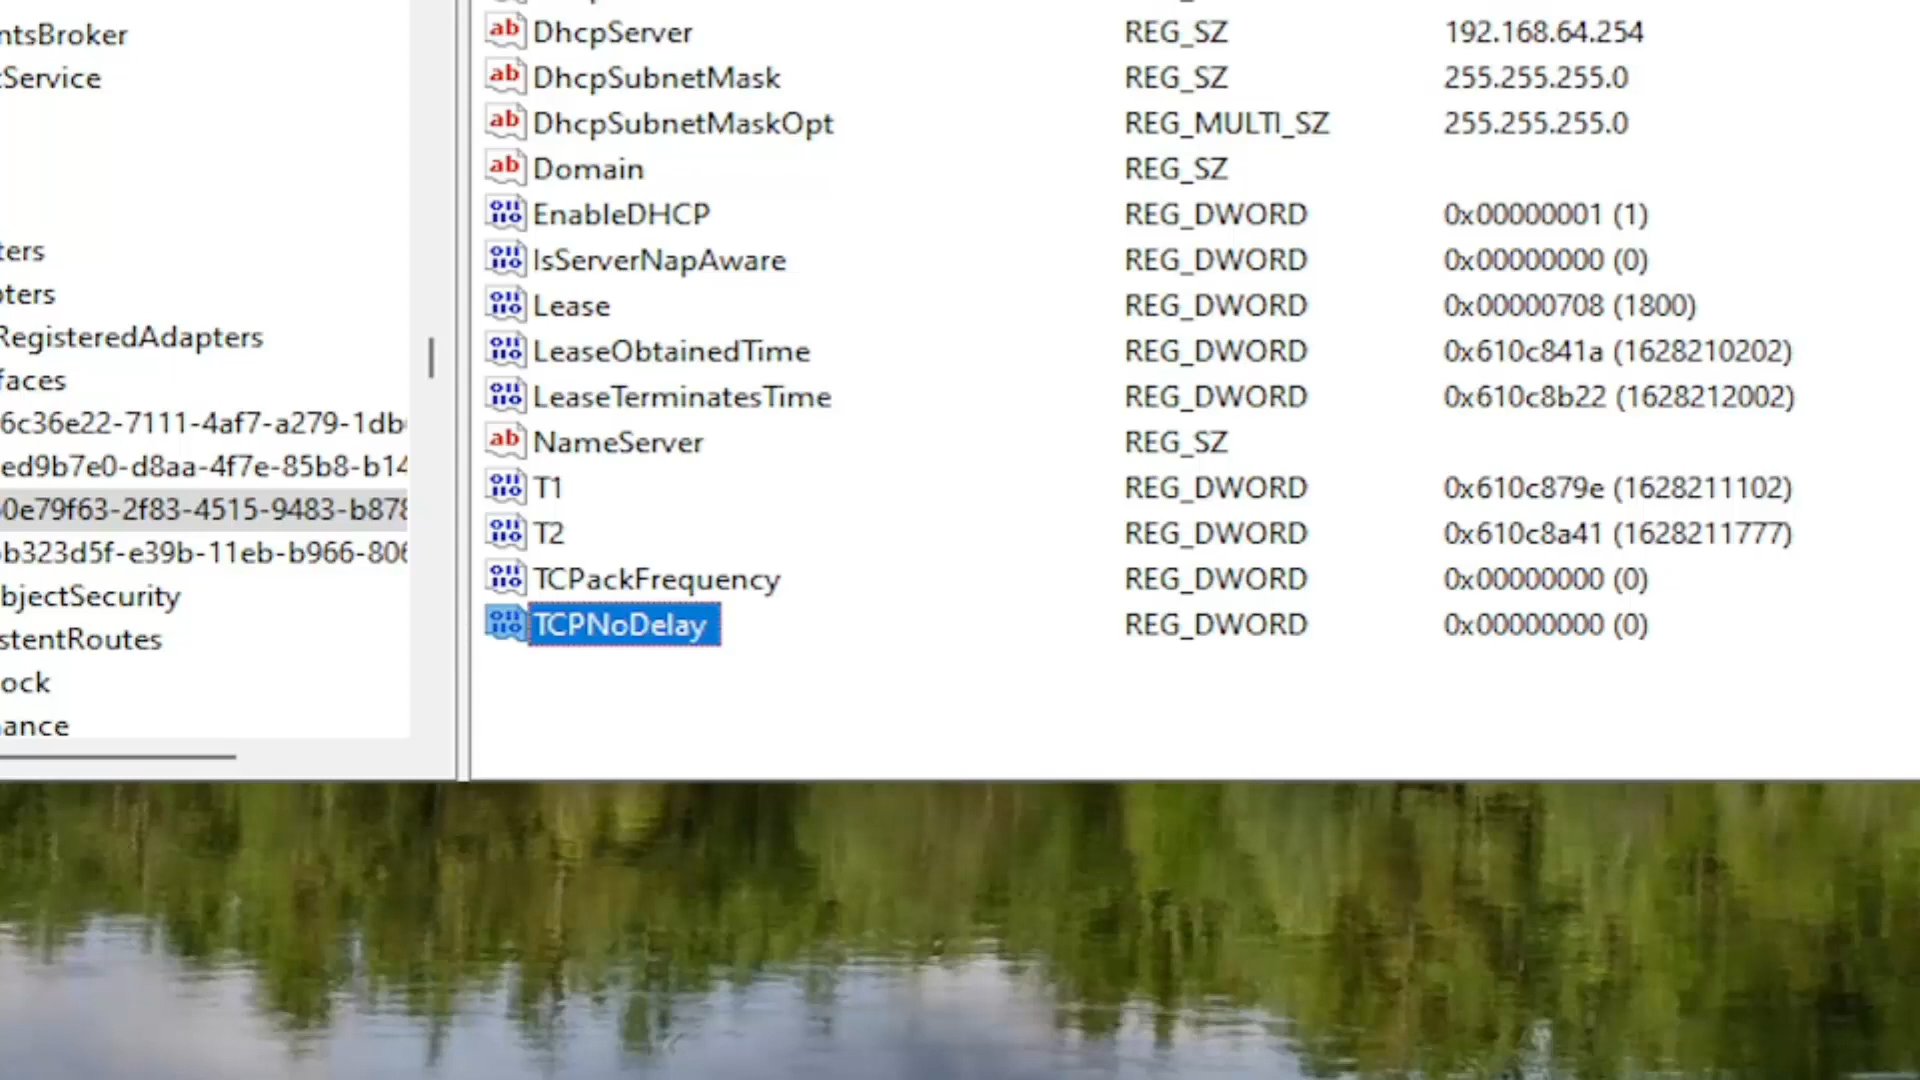 ntsBroker
Service
ters
ters
RegisteredAdapters
faces
6c36e22-7111-4af7-a279-1db
ed9b7e0-d8aa-4f7e-85b8-b14
0e79f63-2f83-4515-9483-b878
b323d5f-e39b-11eb-b966-806
bjectSecurity
stentRoutes
ock
ance
DhcpServer REG_SZ 192.168.64.254
DhcpSubnetMask REG_SZ 255.255.255.0
DhcpSubnetMaskOpt REG_MULTI_SZ 255.255.255.0
Domain REG_SZ
EnableDHCP REG_DWORD 0x00000001 (1)
IsServerNapAware REG_DWORD 0x00000000 (0)
Lease REG_DWORD 0x00000708 (1800)
LeaseObtainedTime REG_DWORD 0x610c841a (1628210202)
LeaseTerminatesTime REG_DWORD 0x610c8b22 (1628212002)
NameServer REG_SZ
T1 REG_DWORD 0x610c879e (1628211102)
T2 REG_DWORD 0x610c8a41 (1628211777)
TCPackFrequency REG_DWORD 0x00000000 (0)
TCPNoDelay REG_DWORD 0x00000000 (0)